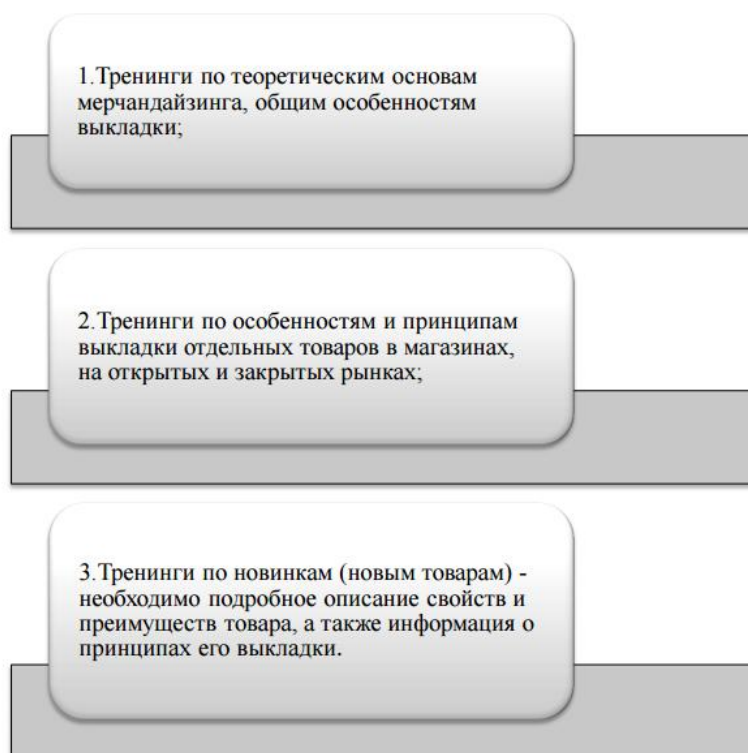 1.Тренинги по теоретическим основам
мерчандайзинга, общим особенностям
выкладки;
2.Тренинги по особенностям и принципам
выкладки отдельных товаров в магазинах,
на открытых и закрытых рынках;
3.Тренинги по новинкам (новым товарам) -
необходимо подробное описание свойств и
преимуществ товара, а также информация о
принципах его выкладки.